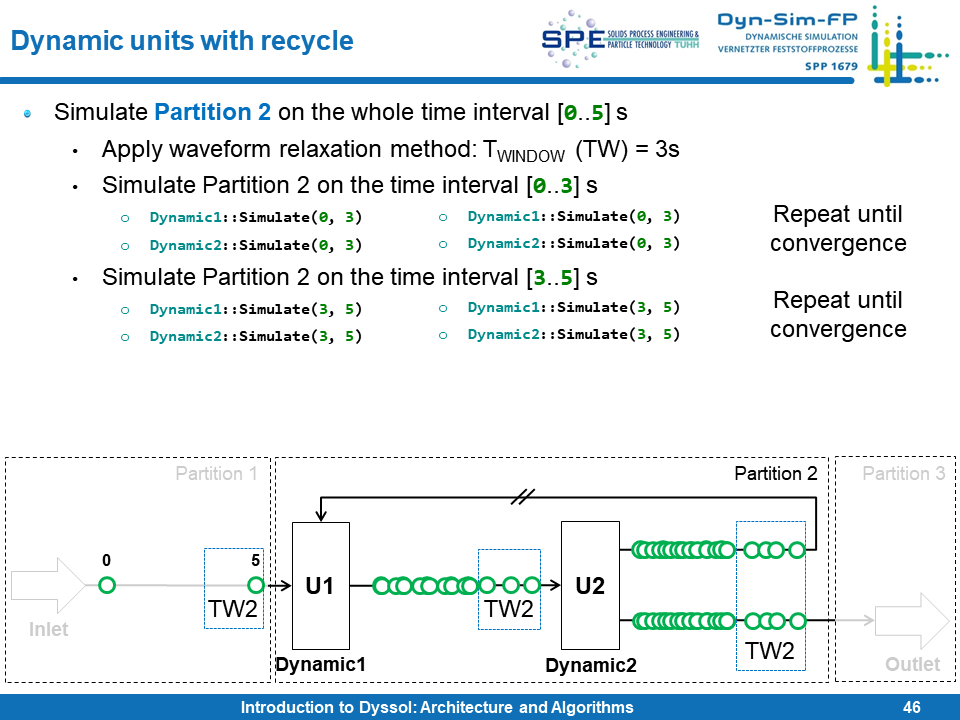 Dynamic units with recycle
SPE SOLIDS PROCESS ENGINEERING &
PARTICLE TECHNOLOGY TUHH
Dyn-Sim-FP
DYNAMISCHE SIMULATION
VERNETZTER FESTSTOFFPROZESSE
SPP 1679
Simulate Partition 2 on the whole time interval [0..5] s
• Apply waveform relaxation method: TWINDOW (TW) = 3s
• Simulate Partition 2 on the time interval [0..3] s
o Dynamic1::Simulate(0, 3)
o Dynamic2::Simulate(0, 3)
o Dynamic1::Simulate(0, 3)
o Dynamic2::Simulate(0, 3)
Repeat until
convergence
• Simulate Partition 2 on the time interval [3..5] s
o Dynamic1::Simulate(3, 5)
o Dynamic2::Simulate(3, 5)
o Dynamic1::Simulate(3, 5)
o Dynamic2::Simulate(3, 5)
Repeat until
convergence
Partition 1
Partition 2
Partition 3
0
5
TW2
Inlet
U1
Dynamic1
TW2
U2
Dynamic2
TW2
Outlet
Introduction to Dyssol: Architecture and Algorithms
46